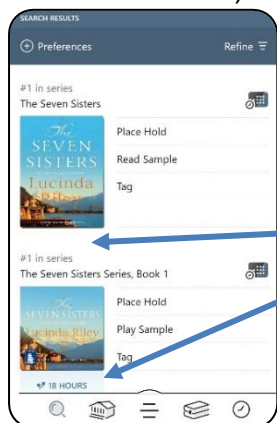 SEARCH RESULTS
Preferences
Refine
#1 in series
The Seven Sisters
The
SEVEN
SISTERS
Lucinda
Riley
Place Hold
Read Sample
Tag
#1 in series
The Seven Sisters Series, Book 1
The
SEVEN SISTERS
Lucinda Riley
Place Hold
Play Sample
Tag
18 HOURS